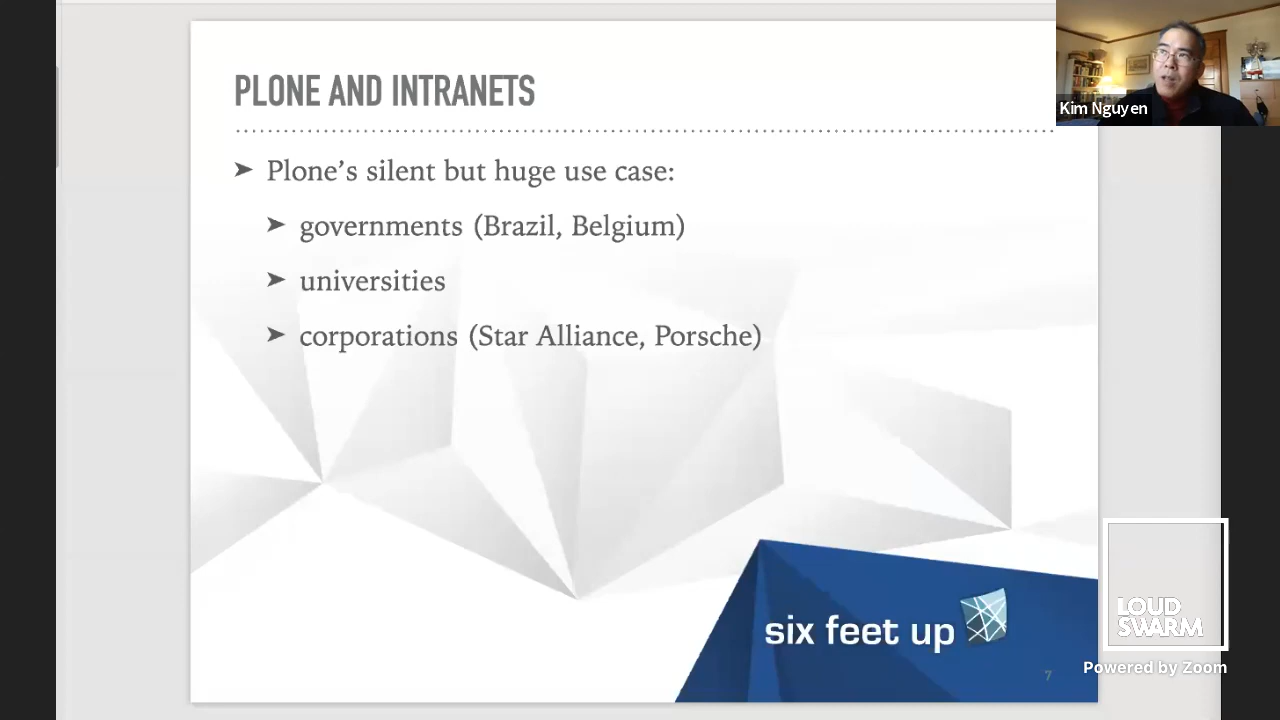 PLONE AND INTRANETS
➤ Plone’s silent but huge use case:
➤ governments (Brazil, Belgium)
➤ universities
➤ corporations (Star Alliance, Porsche)
six feet up
7
Kim Nguyen
LOUD
SWARM
Powered by Zoom